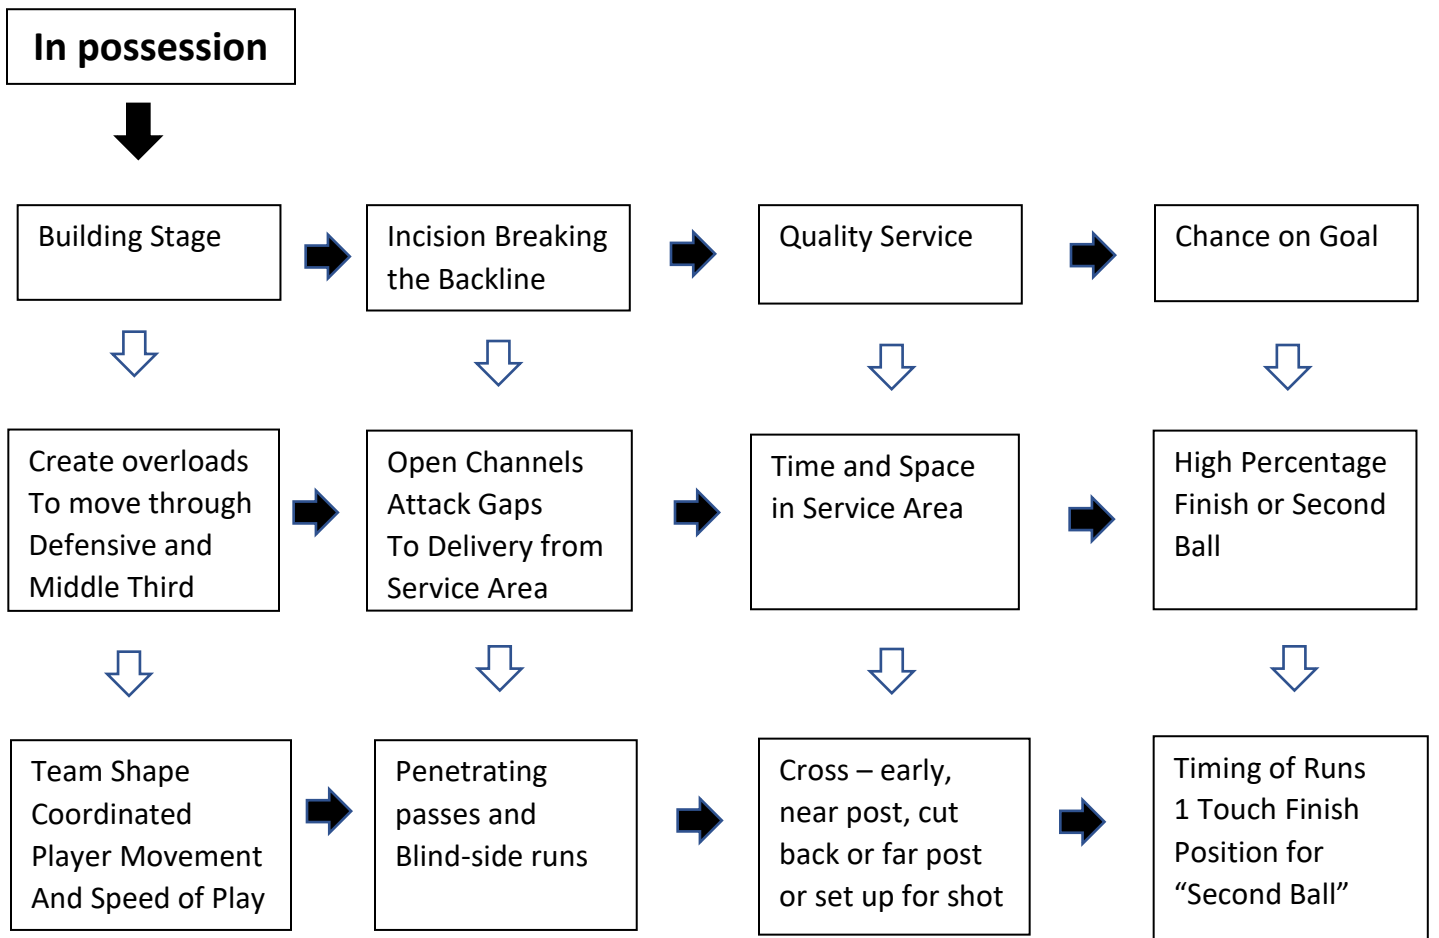 In possession
Building Stage
Incision Breaking
the Backline
Quality Service
Chance on Goal
Create overloads
To move through
Defensive and
Middle Third
Open Channels
Attack Gaps
To Delivery from
Service Area
Time and Space
in Service Area
High Percentage
Finish or Second
Ball
Team Shape
Coordinated
Player Movement
And Speed of Play
Penetrating
passes and
Blind-side runs
Cross – early,
near post, cut
back or far post
or set up for shot
Timing of Runs
1 Touch Finish
Position for
“Second Ball”